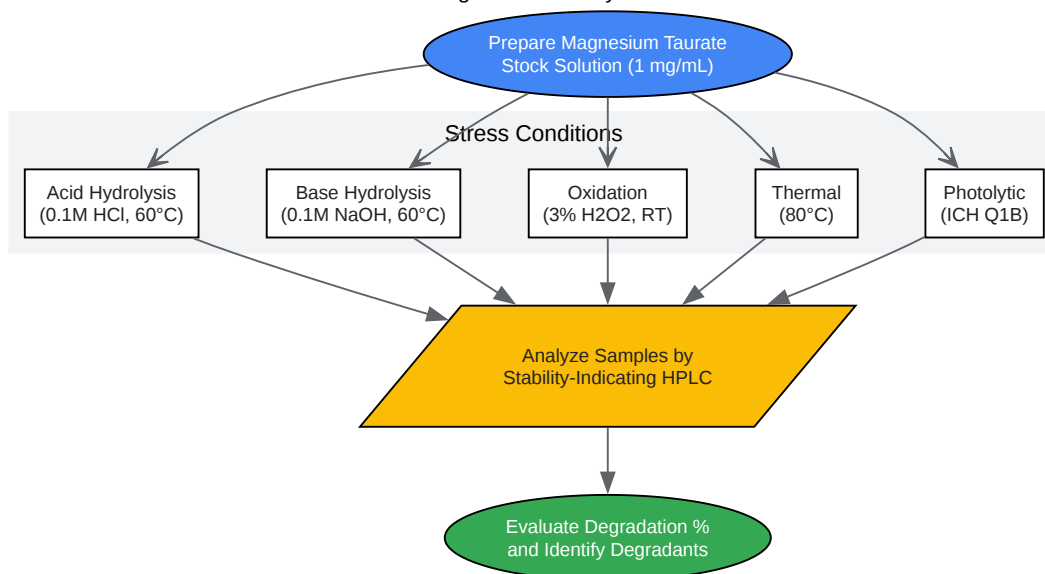 Prepare Magnesium Taurate
Stock Solution (1 mg/mL)
Stress Conditions
Acid Hydrolysis
(0.1M HCl, 60°C)
Base Hydrolysis
(0.1M NaOH, 60°C)
Oxidation
(3% H2O2, RT)
Thermal
(80°C)
Photolytic
(ICH Q1B)
Analyze Samples by
Stability-Indicating HPLC
Evaluate Degradation %
and Identify Degradants